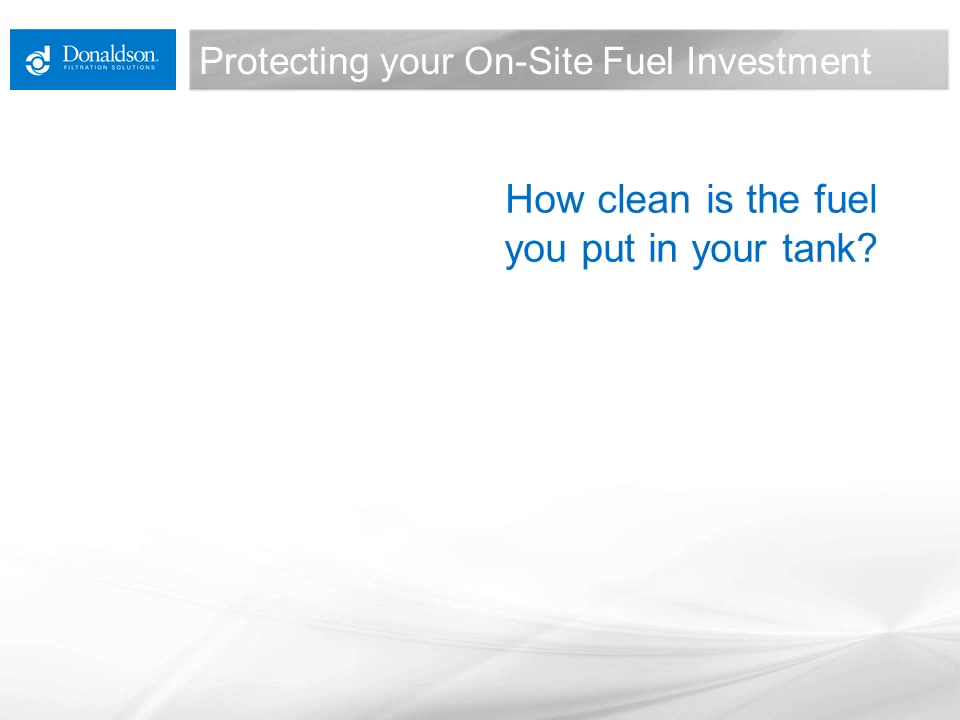 Donaldson.
FILTRATION SOLUTIONS
Protecting your On-Site Fuel Investment
How clean is the fuel
you put in your tank?